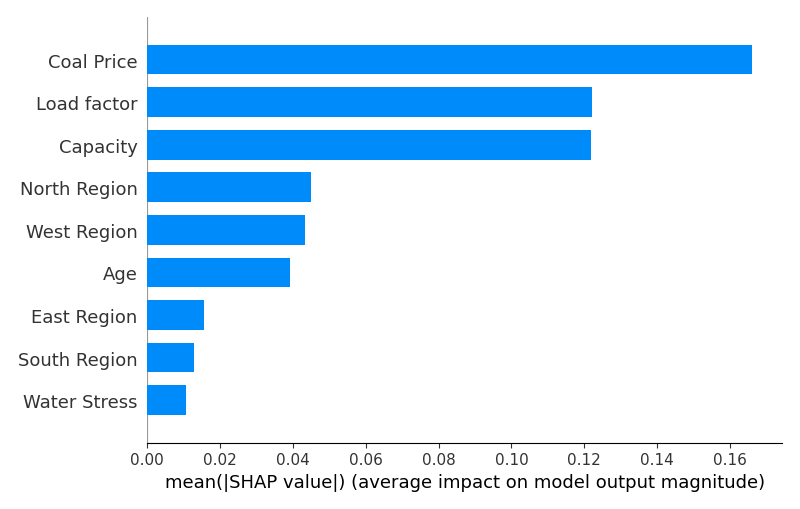 Coal Price
Load factor
Capacity
North Region
West Region
Age
East Region
South Region
Water Stress
0.00 0.02 0.04 0.06 0.08 0.10 0.12 0.14 0.16
mean(|SHAP value|) (average impact on model output magnitude)